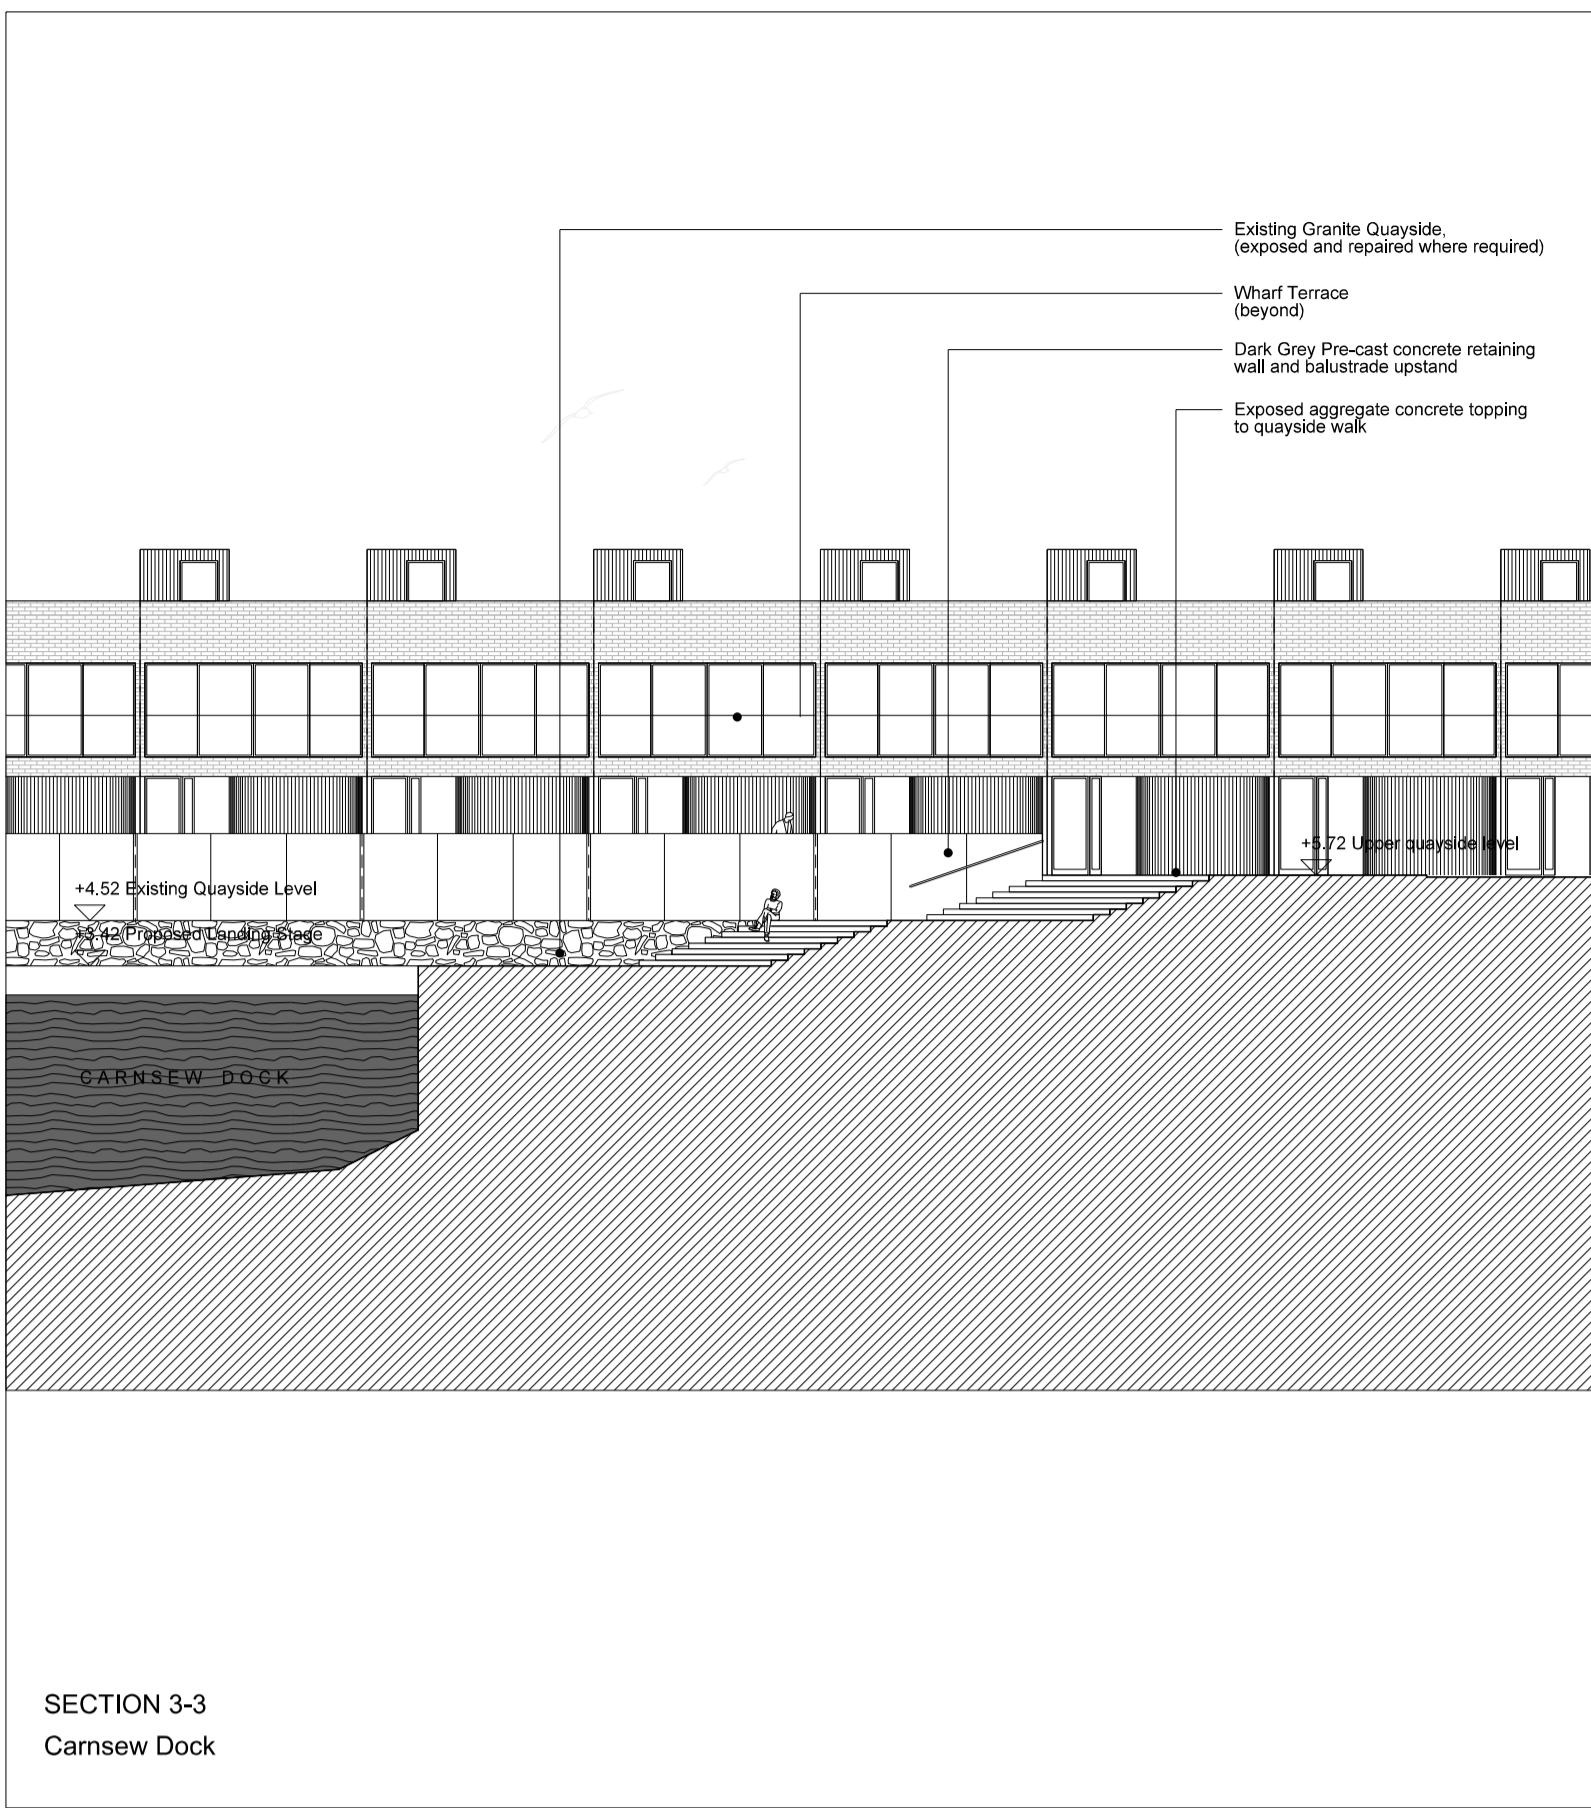 Existing Granite Quayside,
(exposed and repaired where required)
Wharf Terrace
(beyond)
Dark Grey Pre-cast concrete retaining
wall and balustrade upstand
Exposed aggregate concrete topping
to quayside walk
+5.72 Upper quayside level
+4.52 Existing Quayside Level
+3.42 Proposed Landing Stage
CARNSEW DOCK
SECTION 3-3
Carnsew Dock